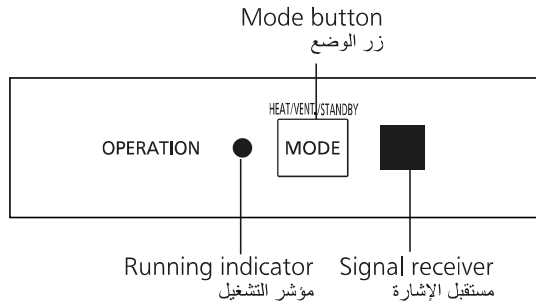 Mode button
زر الوضع
HEAT/VENT./STANDBY
OPERATION
MODE
Running indicator
مؤشر التشغيل
Signal receiver
مستقبل الإشارة